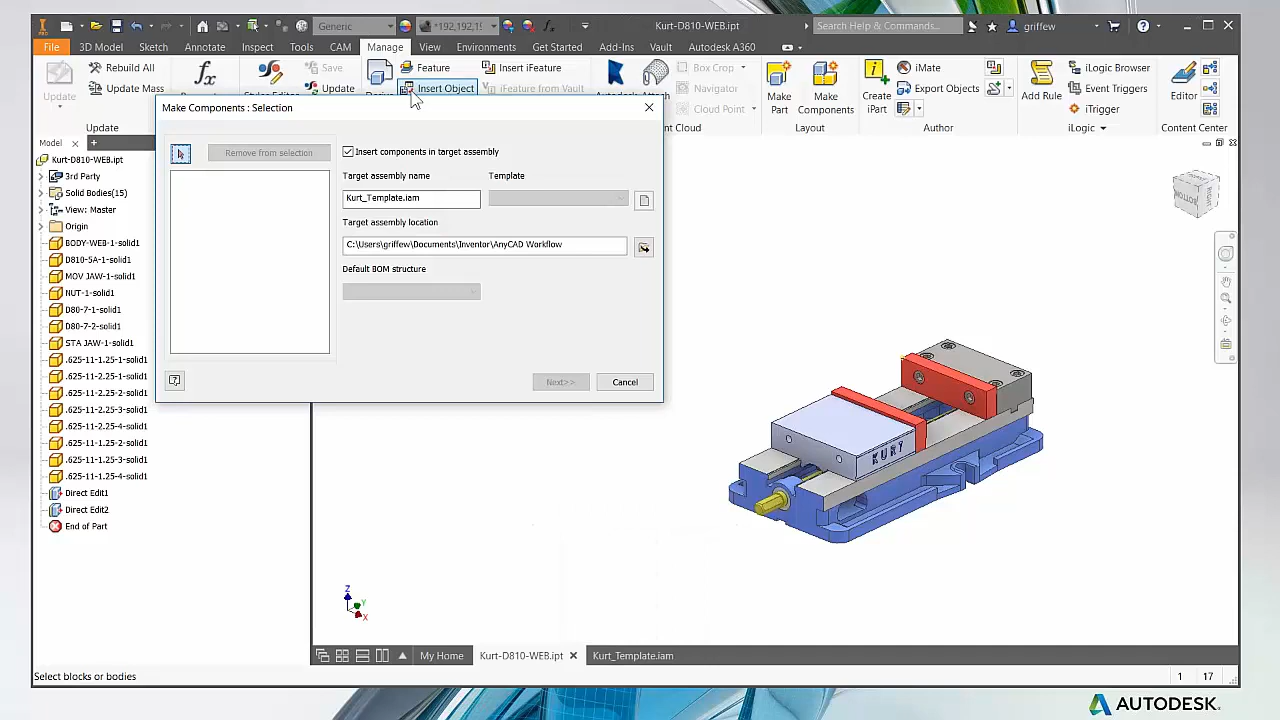 Generic
*192,192,19
Kurt-D810-WEB.ipt
Search Help & Commands...
griffew
File
3D Model
Sketch
Annotate
Inspect
Tools
CAM
Manage
View
Environments
Get Started
Add-Ins
Vault
Autodesk A360
Update
Rebuild All
Update Mass
Update
fx
Save
Update
Feature
Insert Object
Insert iFeature
iFeature from Vault
Box Crop
Navigator
Cloud Point
Cloud
Make Part
Make Components
Layout
Create iPart
iMate
Export Objects
Author
Add Rule
iLogic Browser
Event Triggers
iTrigger
iLogic
Editor
Content Center
Model
Kurt-D810-WEB.ipt
3rd Party
Solid Bodies(15)
View: Master
Origin
BODY-WEB-1-solid1
D810-5A-1-solid1
MOV JAW-1-solid1
NUT-1-solid1
D80-7-1-solid1
D80-7-2-solid1
STA JAW-1-solid1
.625-11-1.25-1-solid1
.625-11-2.25-1-solid1
.625-11-2.25-2-solid1
.625-11-2.25-3-solid1
.625-11-2.25-4-solid1
.625-11-1.25-2-solid1
.625-11-1.25-3-solid1
.625-11-1.25-4-solid1
Direct Edit1
Direct Edit2
End of Part
Make Components : Selection
Remove from selection
Insert components in target assembly
Target assembly name
Template
Kurt_Template.iam
Target assembly location
C:\Users\griffew\Documents\Inventor\AnyCAD Workflow
Default BOM structure
Next>>
Cancel
BOTTOM
KURT
Z
Y
X
My Home
Kurt-D810-WEB.ipt
Kurt_Template.iam
Select blocks or bodies
1
17
AUTODESK.